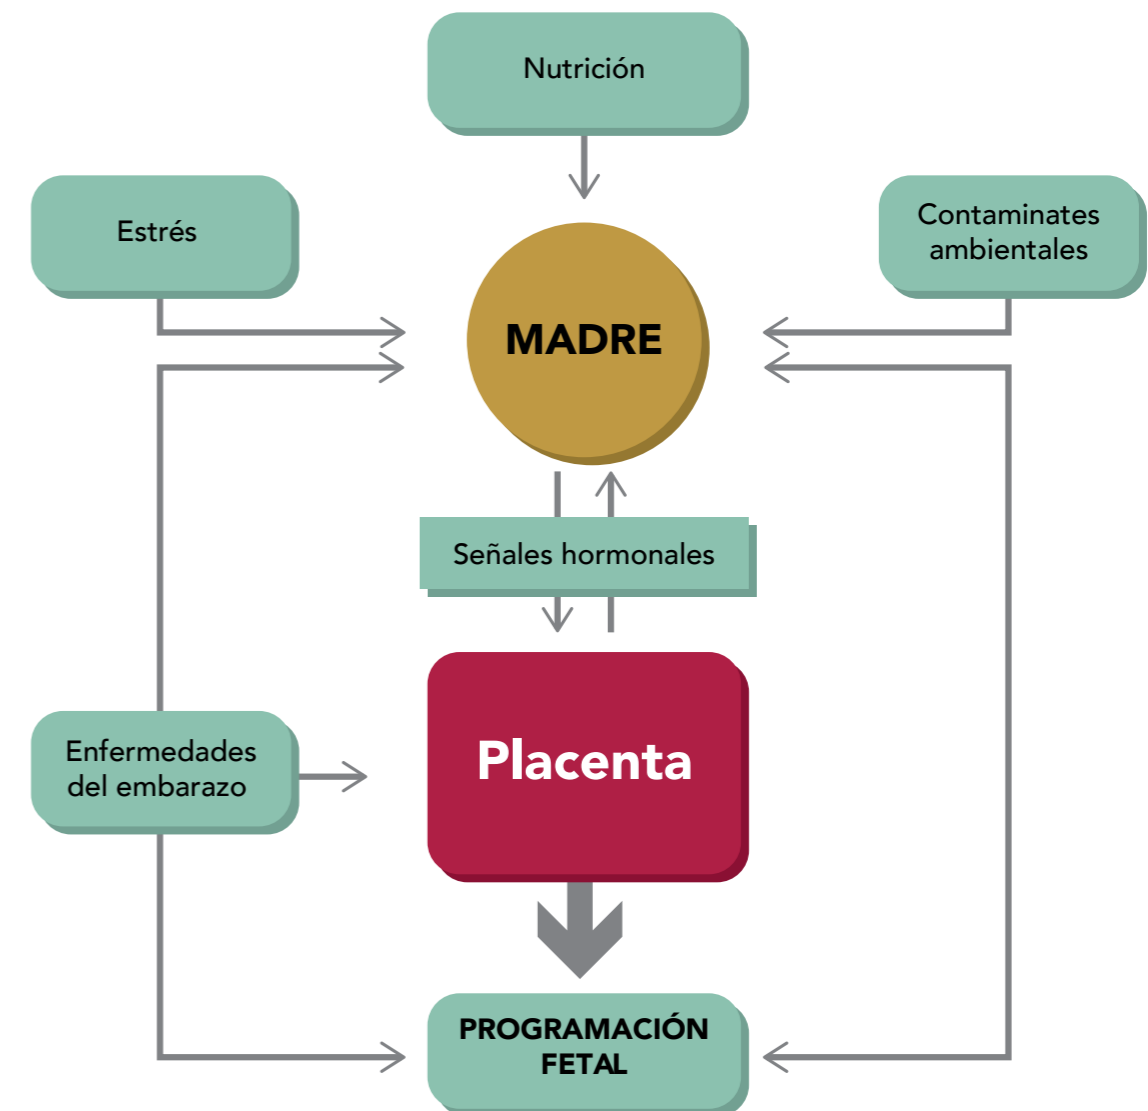 Nutrición
Estrés
Contaminates
ambientales
MADRE
Señales hormonales
Placenta
Enfermedades
del embarazo
PROGRAMACIÓN
FETAL